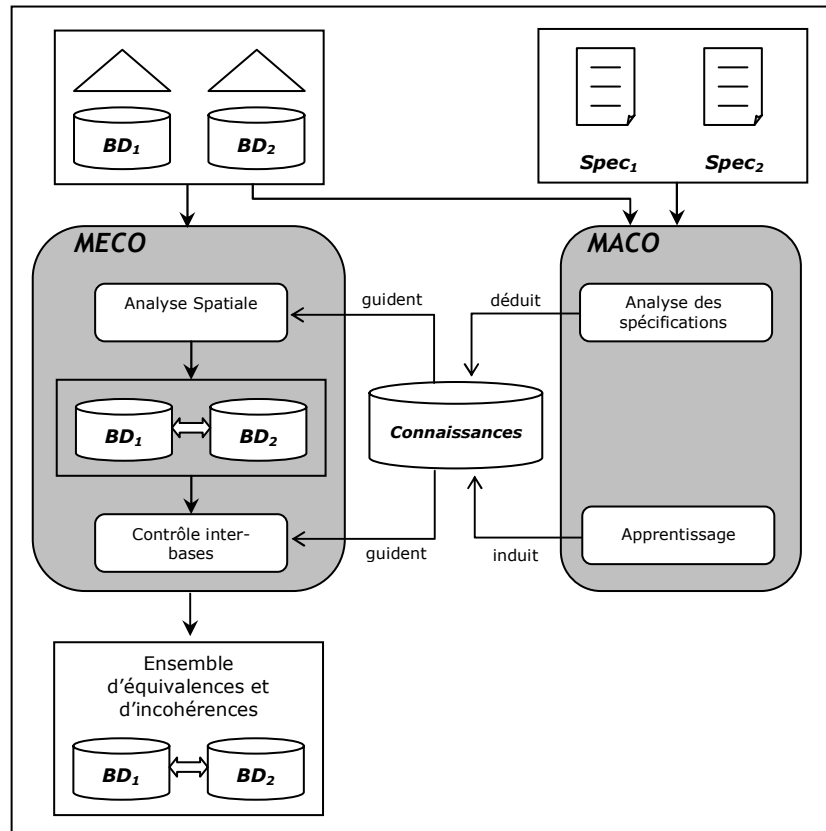 BD₁
BD₂
Spec₁
Spec₂
MECO
MACO
Analyse Spatiale
guident
déduit
Analyse des
spécifications
BD₁
BD₂
Connaissances
Contrôle inter-
bases
guident
induit
Apprentissage
Ensemble
d'équivalences et
d'incohérences
BD₁
BD₂